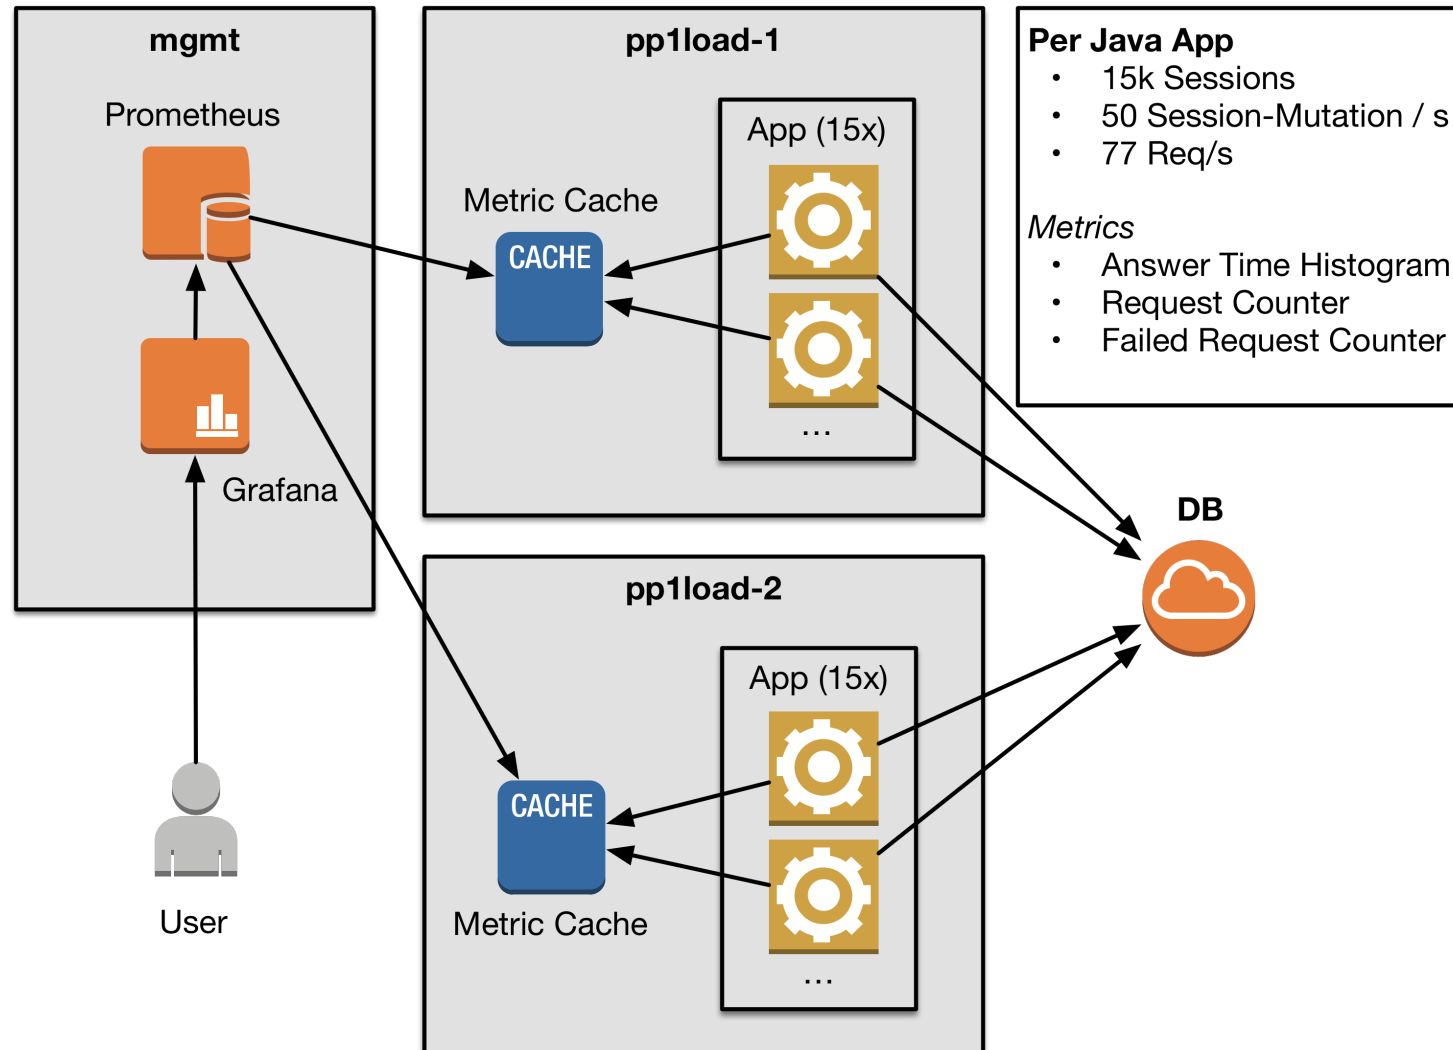 mgmt
Prometheus
Grafana
User
pp1load-1
Metric Cache
CACHE
App (15x)
...
pp1load-2
App (15x)
CACHE
Metric Cache
...
Per Java App
• 15k Sessions
• 50 Session-Mutation / s
• 77 Req/s
Metrics
• Answer Time Histogram
• Request Counter
• Failed Request Counter
DB